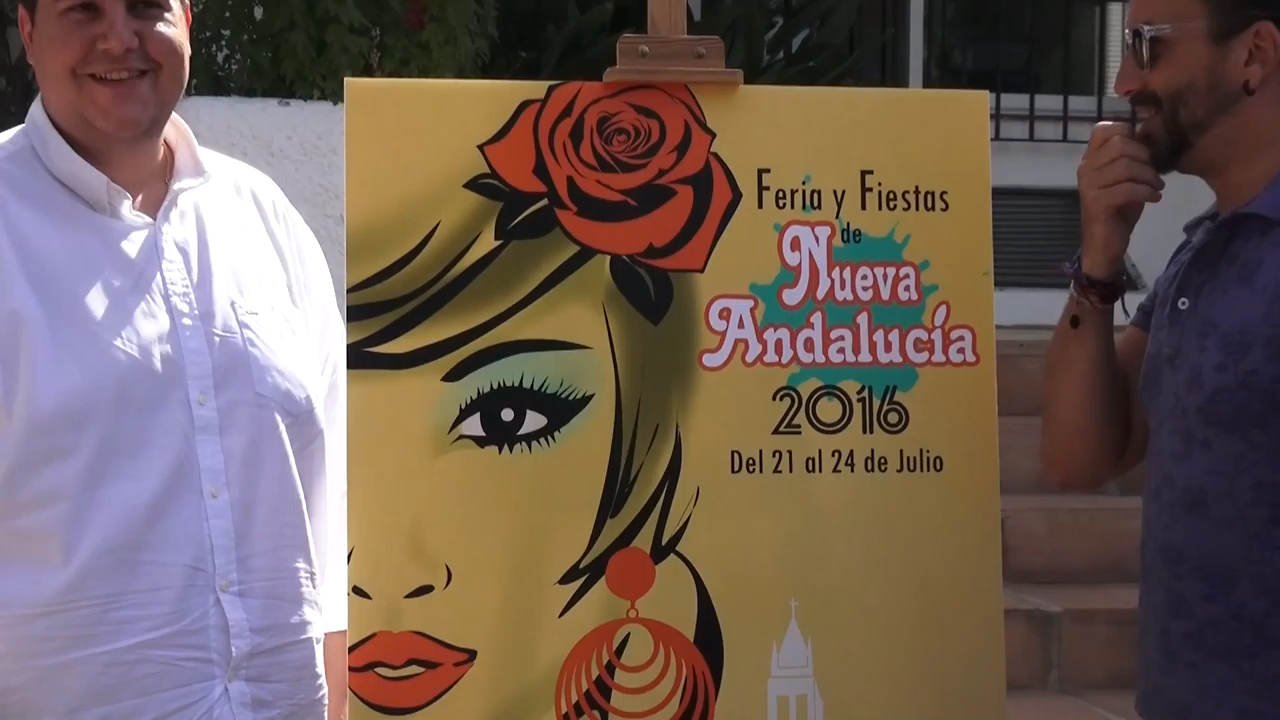 Feria y Fiestas
de
Nueva
Andalucía
2016
Del 21 al 24 de Julio